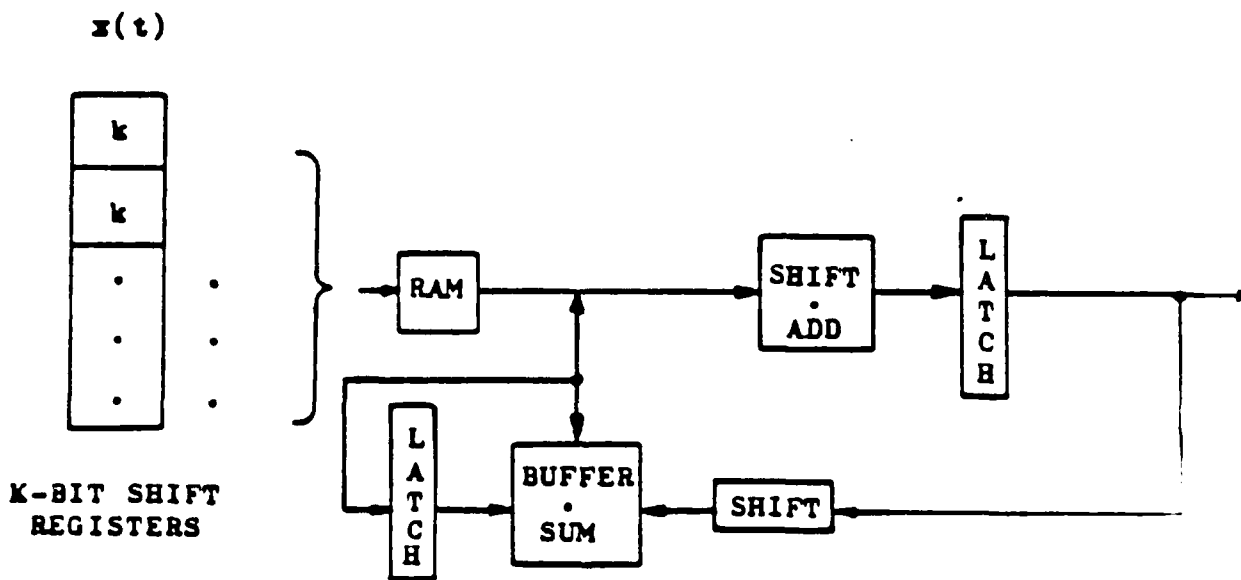 x(t)
k
k
RAM
SHIFT
ADD
LATCH
LATCH
BUFFER
SUM
SHIFT
K-BIT SHIFT
REGISTERS